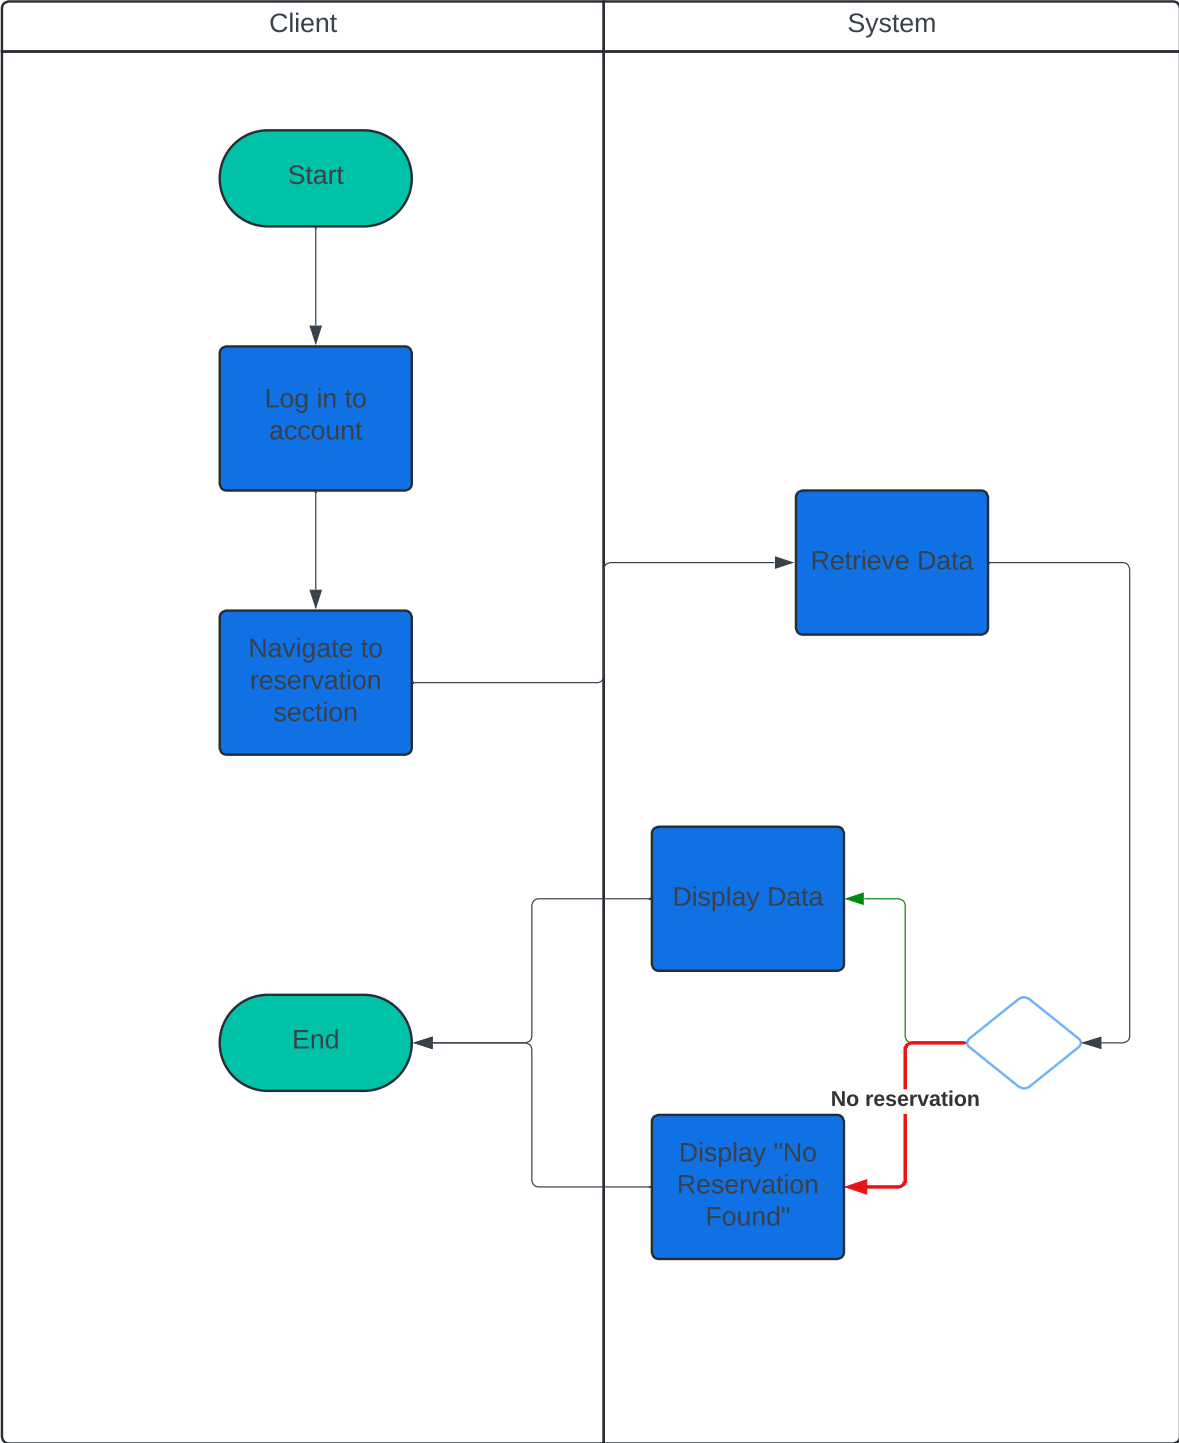 Client
System
Start
Log in to
account
Retrieve Data
Navigate to
reservation
section
Display Data
End
No reservation
Display "No
Reservation
Found"